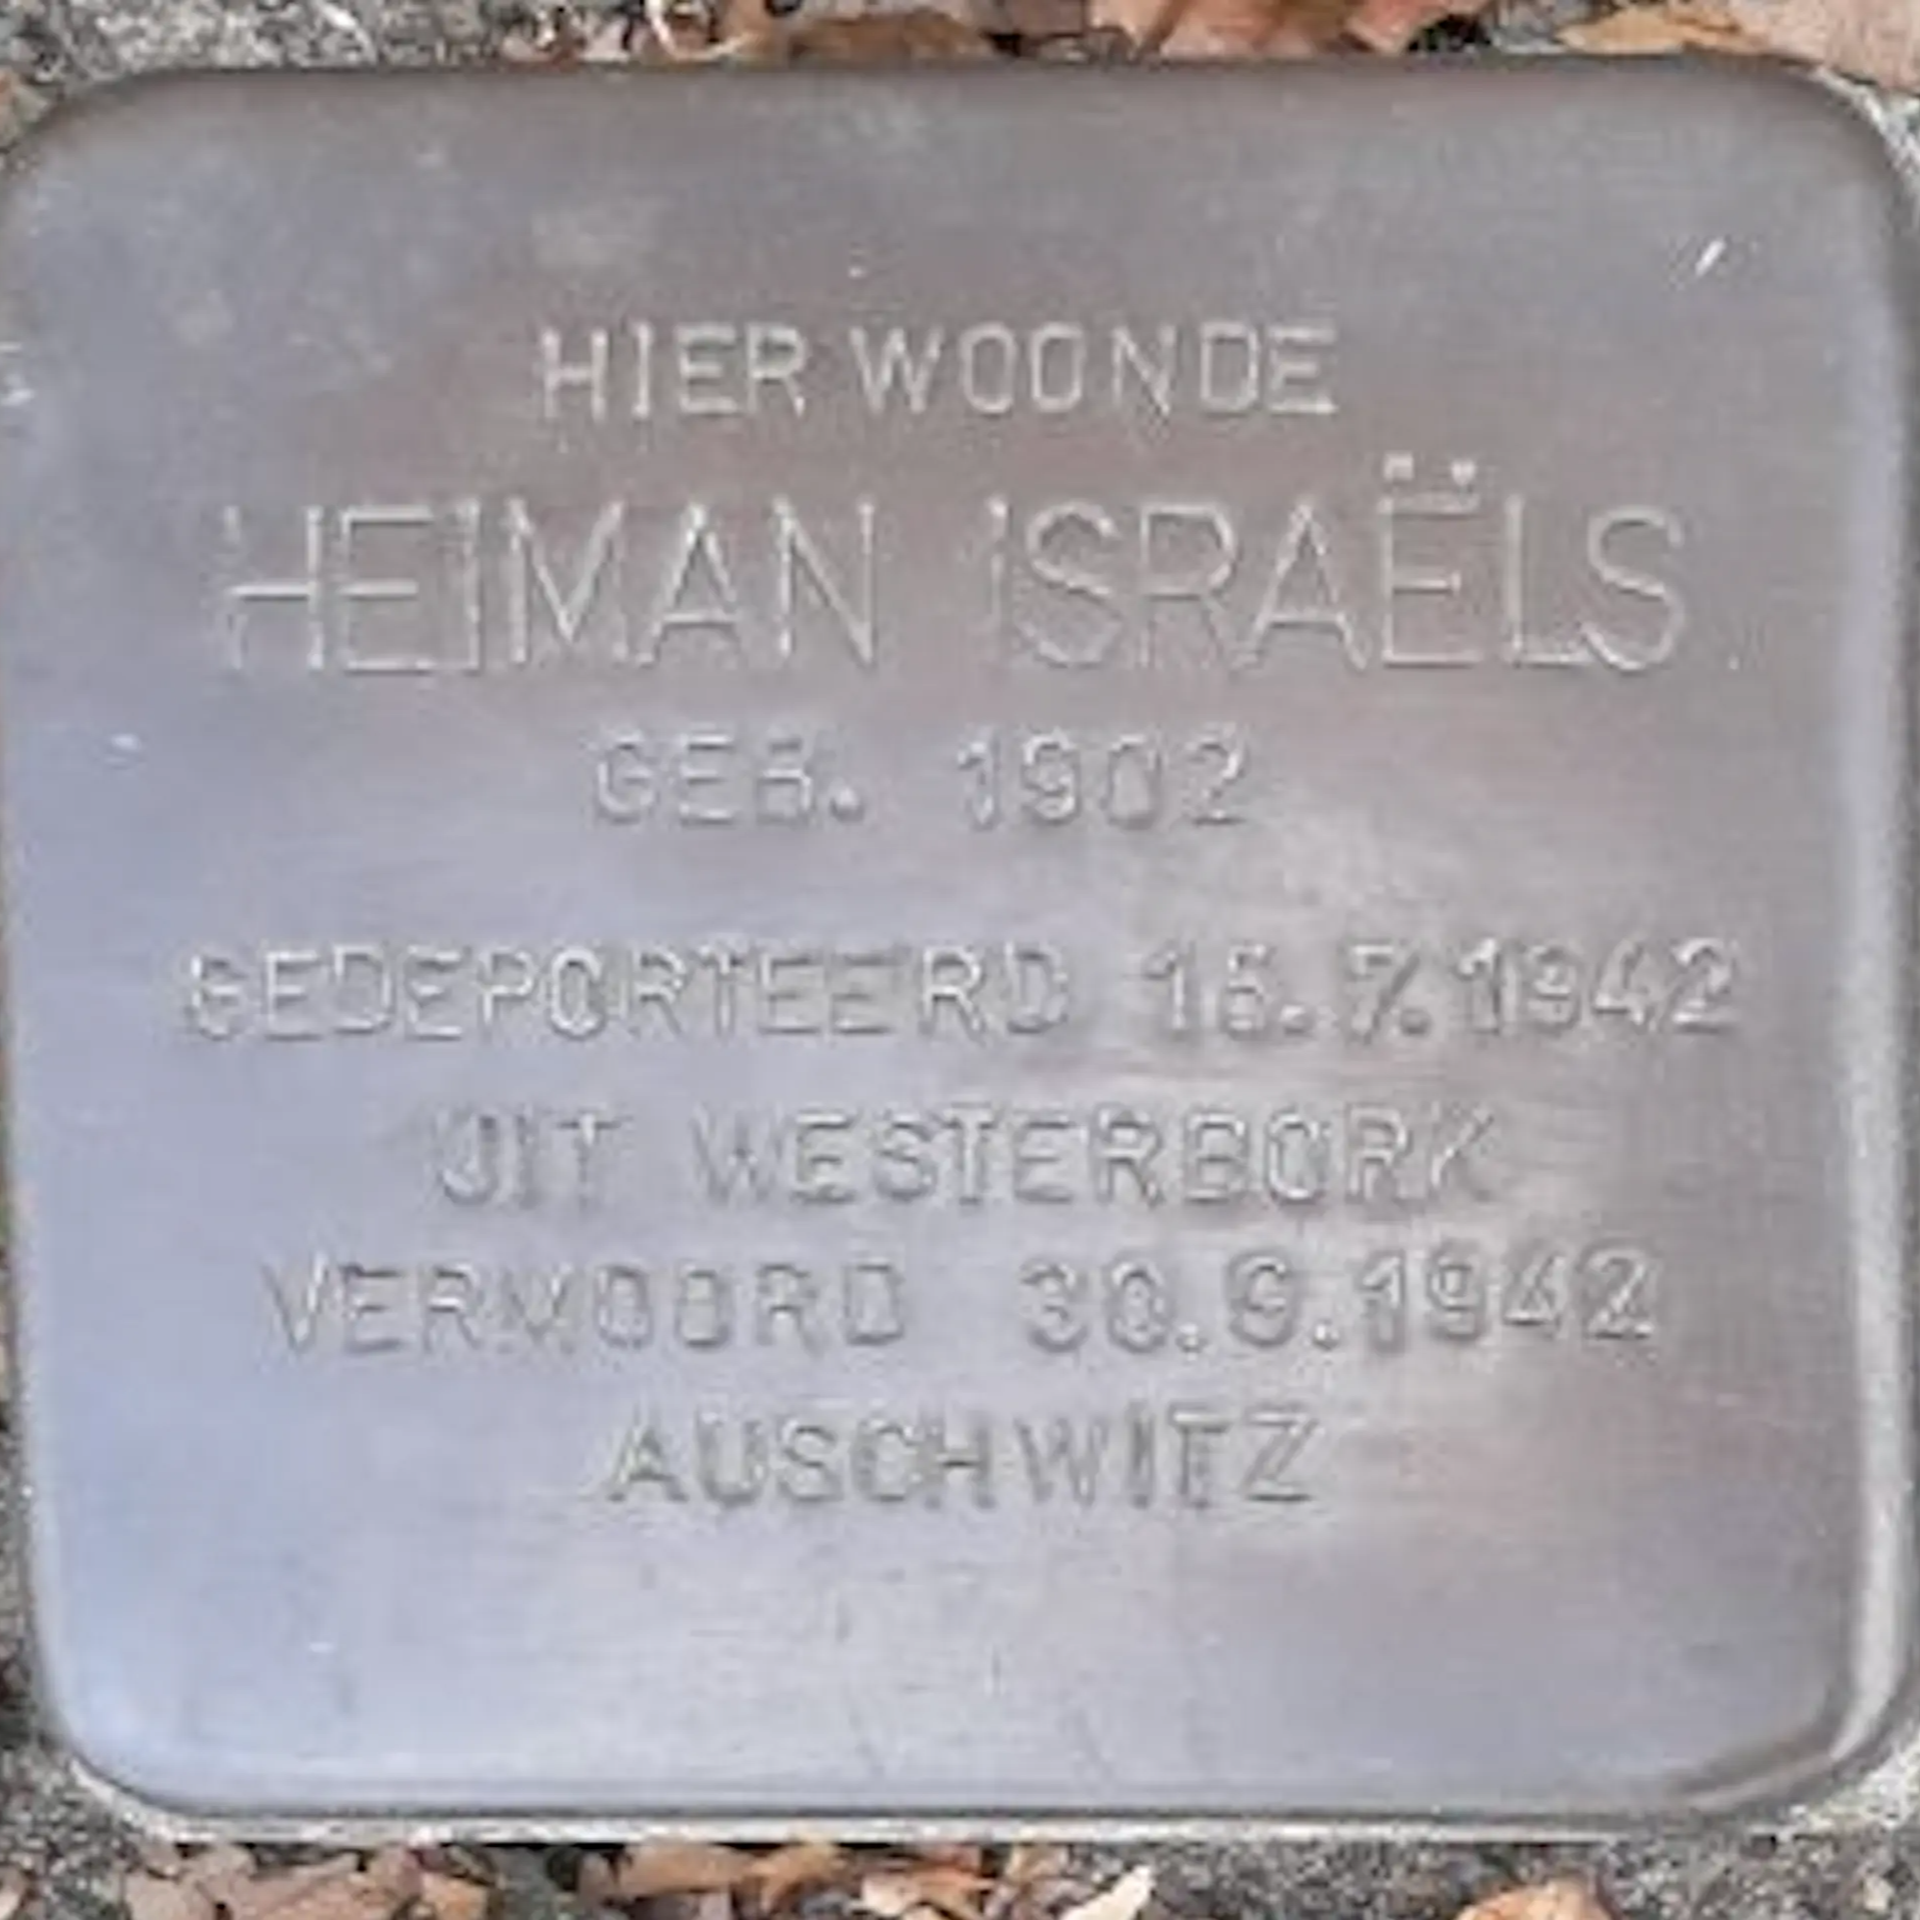 HIER WOONDE
HEIMAN ISRAËLS
GEB. 1902
GEDEPORTEERD 15.7.1942
UIT WESTERBORK
VERMOORD 30.9.1942
AUSCHWITZ